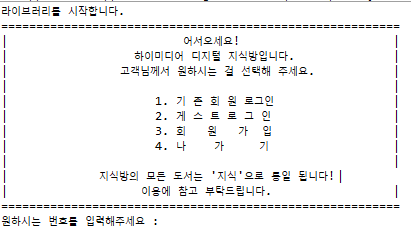 라이브러리를 시작합니다.
============================================================
| 어서오세요! |
| 하이미디어 디지털 지식방입니다. |
| 고객님께서 원하시는 걸 선택해 주세요. |
| |
| 1. 기 존 회 원 로그인 |
| 2. 게 스 트 로 그 인 |
| 3. 회 원 가 입 |
| 4. 나 가 기 |
| |
| 지식방의 모든 도서는 '지식'으로 통일 됩니다! |
| 이용에 참고 부탁드립니다. |
============================================================
원하시는 번호를 입력해주세요 :